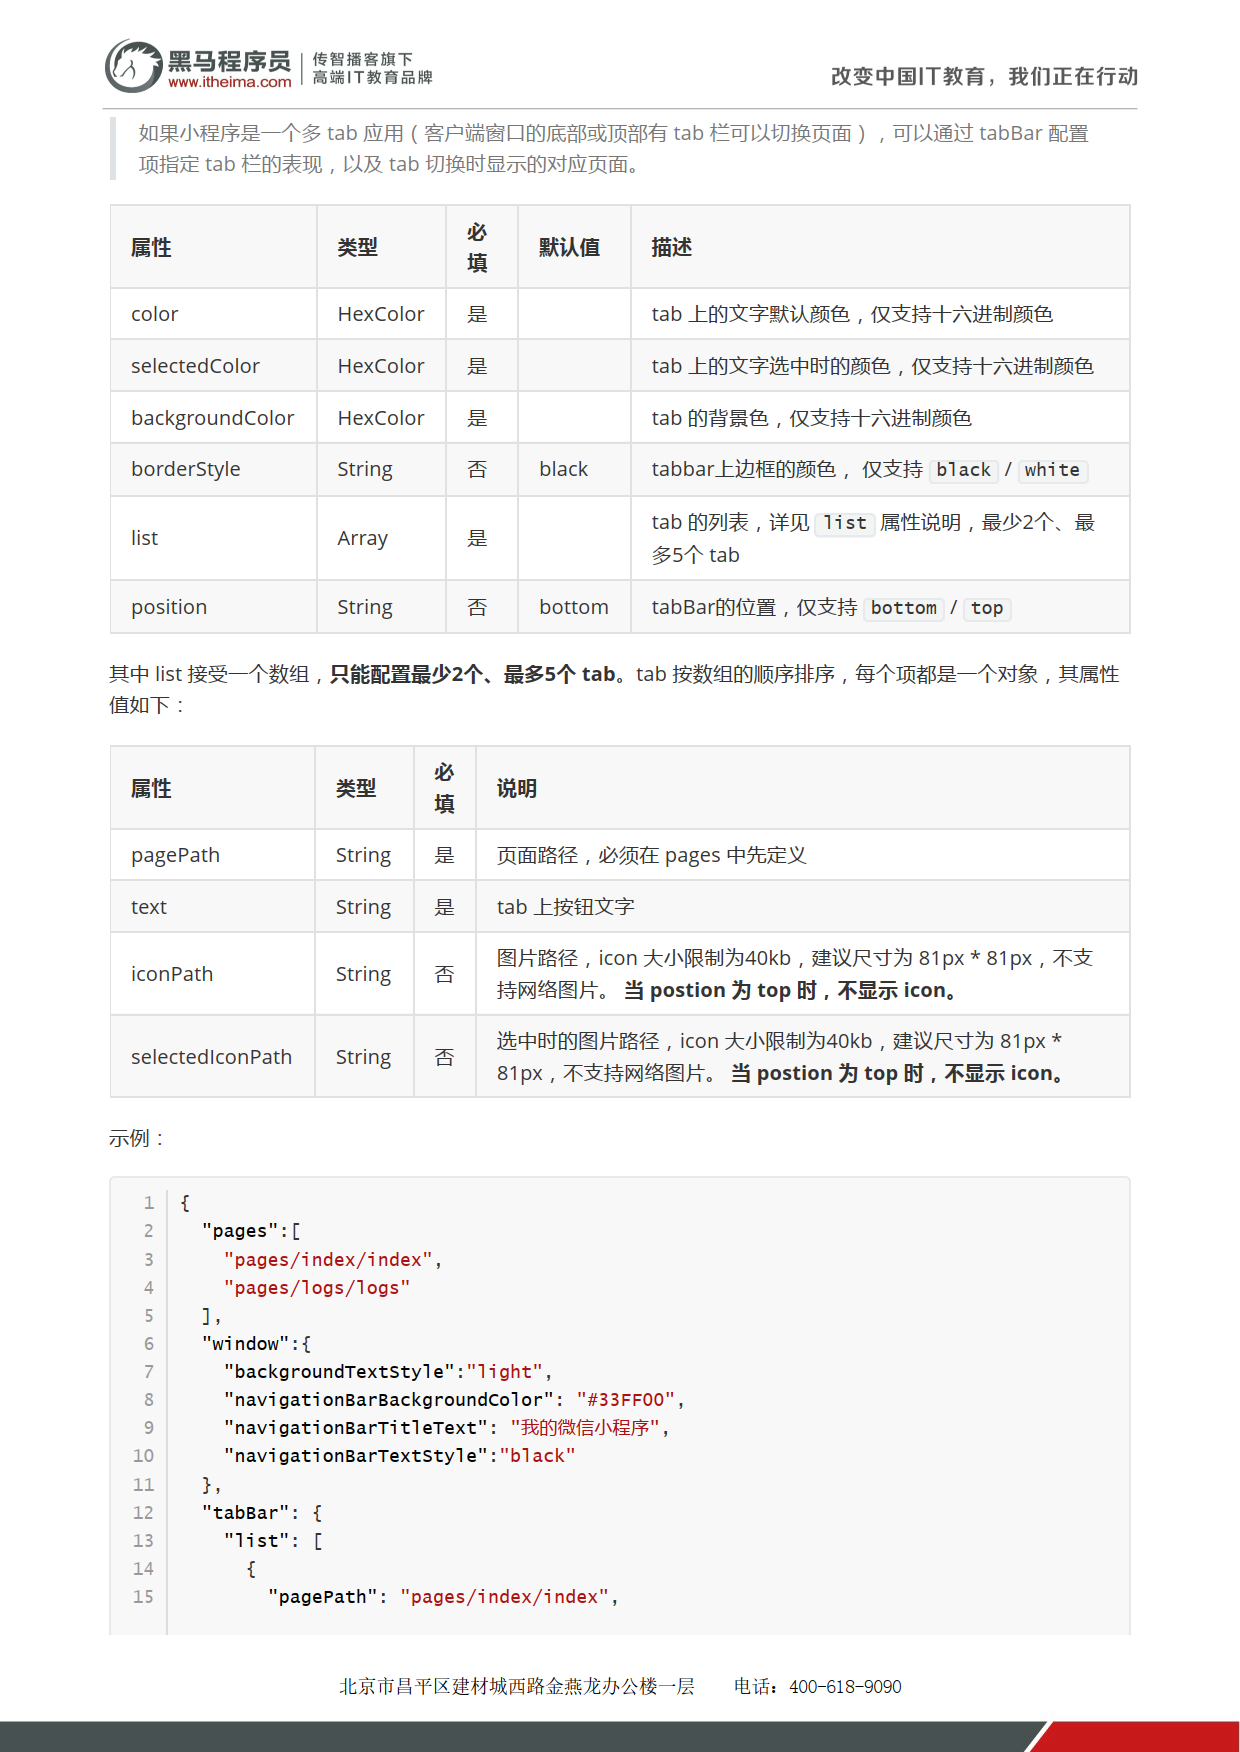 黑马程序员
www.itheima.com
传智播客旗下
高端IT教育品牌
改变中国IT教育，我们正在行动
如果小程序是一个多 tab 应用（客户端窗口的底部或顶部有 tab 栏可以切换页面），可以通过 tabBar 配置
项指定 tab 栏的表现，以及 tab 切换时显示的对应页面。
属性 类型 必填 默认值 描述
color HexColor 是 tab 上的文字默认颜色，仅支持十六进制颜色
selectedColor HexColor 是 tab 上的文字选中时的颜色，仅支持十六进制颜色
backgroundColor HexColor 是 tab 的背景色，仅支持十六进制颜色
borderStyle String 否 black tabbar上边框的颜色， 仅支持 black / white
list Array 是 tab 的列表，详见 list 属性说明，最少2个、最
多5个 tab
position String 否 bottom tabBar的位置，仅支持 bottom / top
其中 list 接受一个数组，只能配置最少2个、最多5个 tab。tab 按数组的顺序排序，每个项都是一个对象，其属性
值如下：
属性 类型 必填 说明
pagePath String 是 页面路径，必须在 pages 中先定义
text String 是 tab 上按钮文字
iconPath String 否 图片路径，icon 大小限制为40kb，建议尺寸为 81px * 81px，不支
持网络图片。 当 postion 为 top 时，不显示 icon。
selectedIconPath String 否 选中时的图片路径，icon 大小限制为40kb，建议尺寸为 81px *
81px，不支持网络图片。 当 postion 为 top 时，不显示 icon。
示例：
1 {
2 "pages":[
3 "pages/index/index",
4 "pages/logs/logs"
5 ],
6 "window":{
7 "backgroundTextStyle":"light",
8 "navigationBarBackgroundColor": "#33FF00",
9 "navigationBarTitleText": "我的微信小程序",
10 "navigationBarTextStyle":"black"
11 },
12 "tabBar": {
13 "list": [
14 {
15 "pagePath": "pages/index/index",
北京市昌平区建材城西路金燕龙办公楼一层 电话：400-618-9090